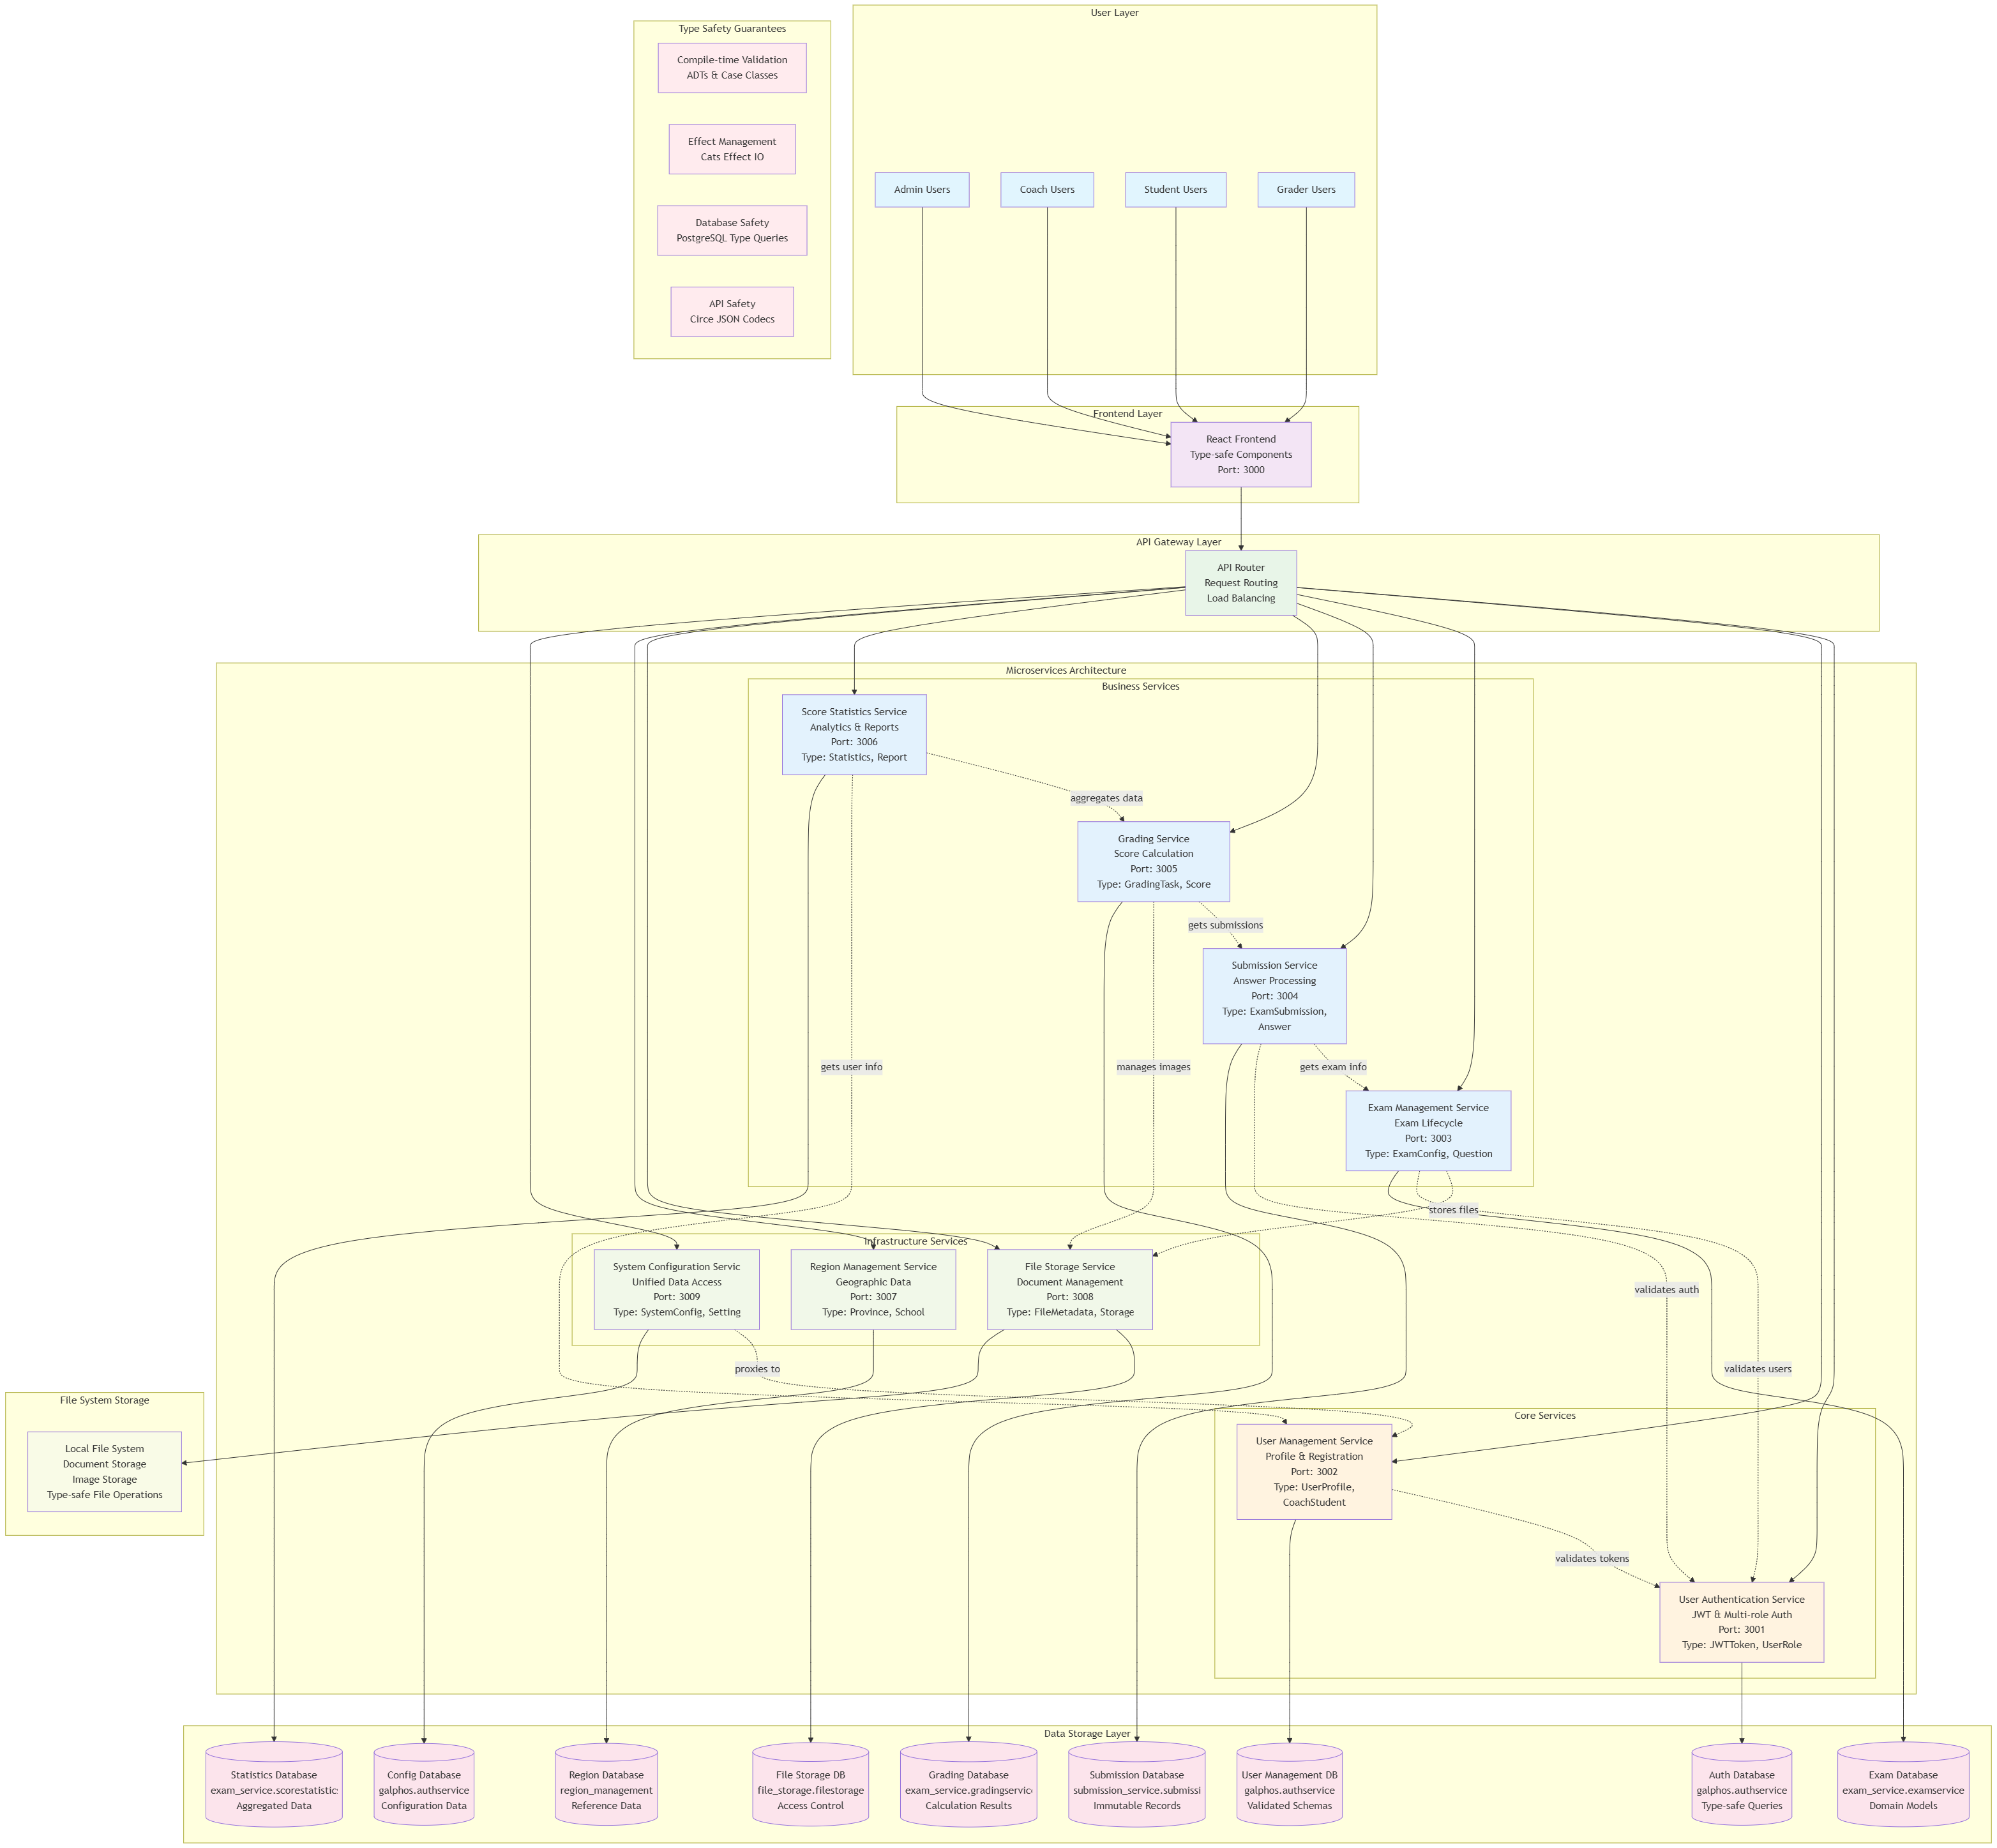 User Layer
Type Safety Guarantees
Compile-time Validation
ADTs & Case Classes
Effect Management
Cats Effect IO
Database Safety
PostgreSQL Type Queries
API Safety
Circe JSON Codecs
Admin Users
Coach Users
Student Users
Grader Users
Frontend Layer
React Frontend
Type-safe Components
Port: 3000
API Gateway Layer
API Router
Request Routing
Load Balancing
Microservices Architecture
Business Services
Score Statistics Service
Analytics & Reports
Port: 3006
Type: Statistics, Report
aggregates data
Grading Service
Score Calculation
Port: 3005
Type: GradingTask, Score
gets submissions
Submission Service
Answer Processing
Port: 3004
Type: ExamSubmission,
Answer
gets user info
manages images
gets exam info
Exam Management Service
Exam Lifecycle
Port: 3003
Type: ExamConfig, Question
stores files
Infrastructure Services
System Configuration Servic
Unified Data Access
Port: 3009
Type: SystemConfig, Setting
Region Management Service
Geographic Data
Port: 3007
Type: Province, School
File Storage Service
Document Management
Port: 3008
Type: FileMetadata, Storage
validates auth
proxies to
validates users
File System Storage
Local File System
Document Storage
Image Storage
Type-safe File Operations
Core Services
User Management Service
Profile & Registration
Port: 3002
Type: UserProfile,
CoachStudent
validates tokens
User Authentication Service
JWT & Multi-role Auth
Port: 3001
Type: JWTToken, UserRole
Data Storage Layer
Statistics Database
exam_service.scorestatistics
Aggregated Data
Config Database
galphos.authservice
Configuration Data
Region Database
region_management
Reference Data
File Storage DB
file_storage.filestorage
Access Control
Grading Database
exam_service.gradingservice
Calculation Results
Submission Database
submission_service.submissi
Immutable Records
User Management DB
galphos.authservice
Validated Schemas
Auth Database
galphos.authservice
Type-safe Queries
Exam Database
exam_service.examservice
Domain Models